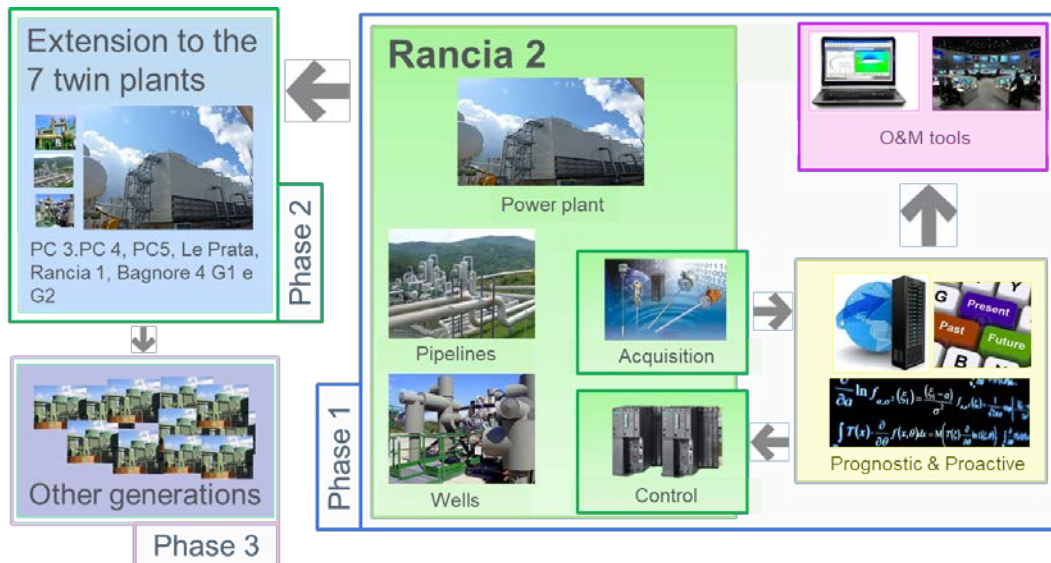 Extension to the
7 twin plants
PC 3.PC 4, PC5, Le Prata,
Rancia 1, Bagnore 4 G1 e
G2
Phase 2
Other generations
Phase 3
Rancia 2
Power plant
Pipelines
Wells
Acquisition
Control
Phase 1
O&M tools
G
Y
Present
Past
Future
B
N
Prognostic & Proactive